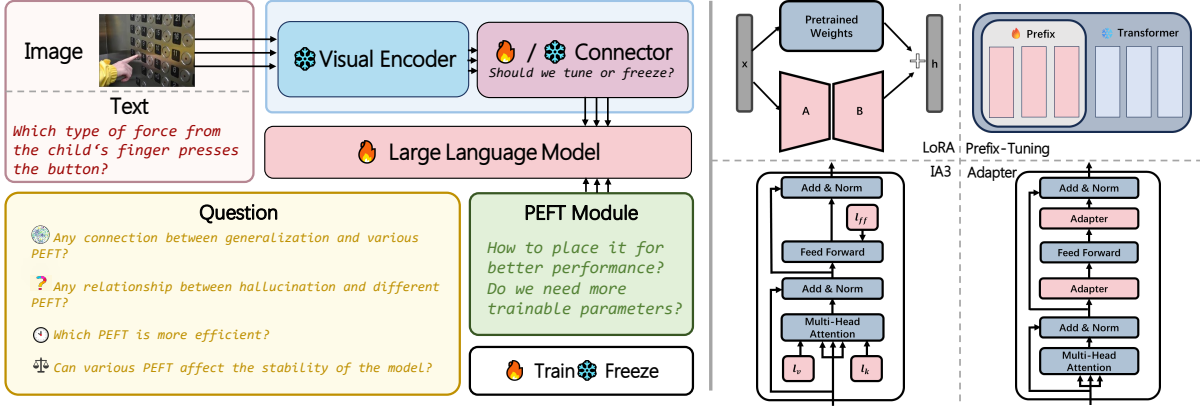 Image
Text
Which type of force from
the child's finger presses
the button?
Visual Encoder
/ Connector
Should we tune or freeze?
Large Language Model
Question
Any connection between generalization and various
PEFT?
Any relationship between hallucination and different
PEFT?
Which PEFT is more efficient?
Can various PEFT affect the stability of the model?
PEFT Module
How to place it for
better performance?
Do we need more
trainable parameters?
Train Freeze
x
Pretrained
Weights
A
B
h
LoRA
Prefix
Transformer
Prefix-Tuning
IA3
Add & Norm
l_ff
Feed Forward
Add & Norm
Multi-Head
Attention
l_v
l_k
Adapter
Add & Norm
Adapter
Feed Forward
Adapter
Add & Norm
Multi-Head
Attention